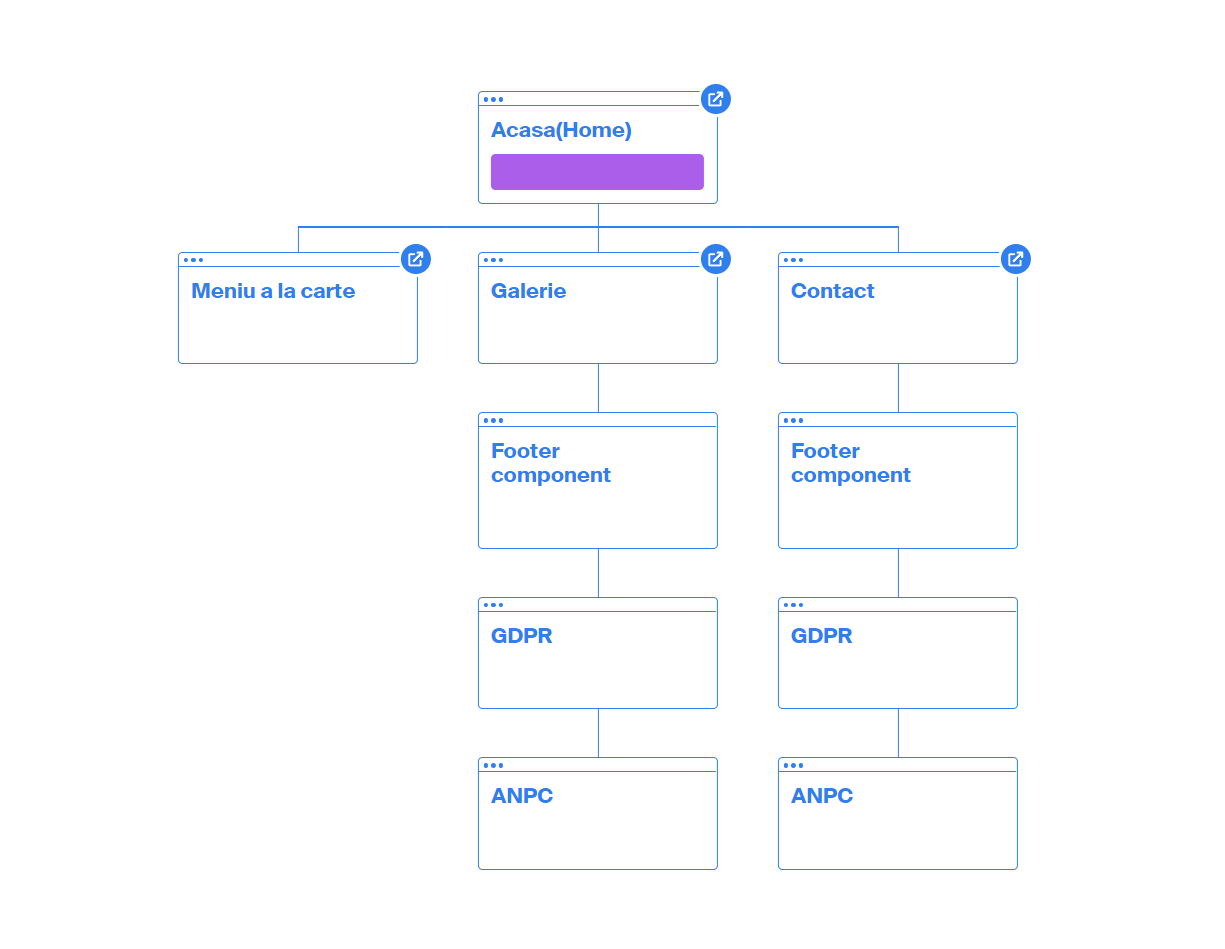 Acasa(Home)
Meniu a la carte
Galerie
Contact
Footer
component
Footer
component
GDPR
GDPR
ANPC
ANPC